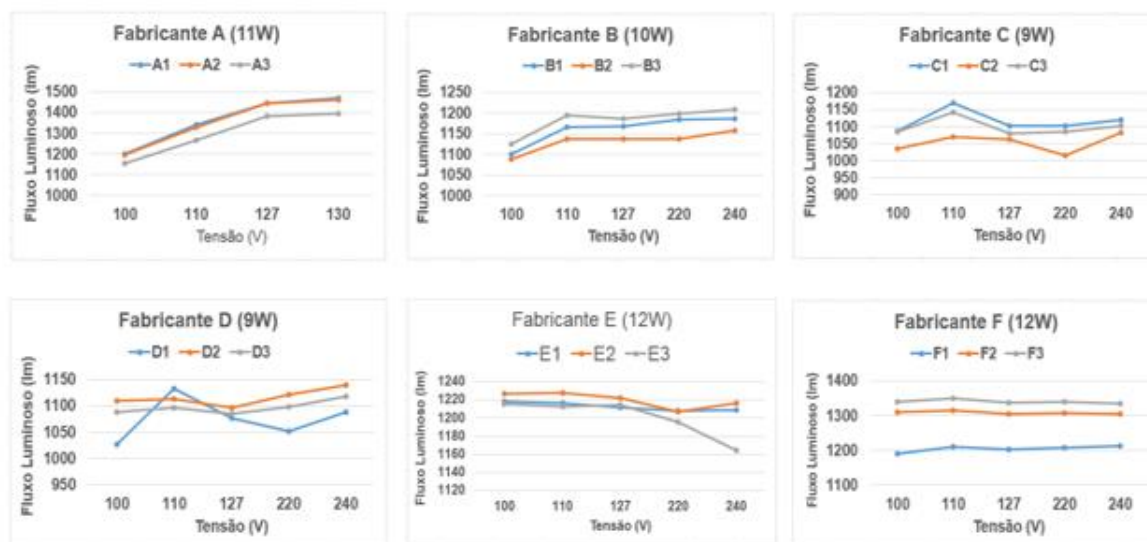 Fabricante A (11W)
A1 A2 A3
Fluxo Luminoso (lm)
1500
1400
1300
1200
1100
1000
100 110 127 130
Tensão (V)
Fabricante B (10W)
B1 B2 B3
Fluxo Luminoso (lm)
1250
1200
1150
1100
1050
1000
100 110 127 220 240
Tensão (V)
Fabricante C (9W)
C1 C2 C3
Fluxo Luminoso (lm)
1200
1150
1100
1050
1000
950
900
100 110 127 220 240
Tensão (V)
Fabricante D (9W)
D1 D2 D3
Fluxo Luminoso (lm)
1150
1100
1050
1000
950
100 110 127 220 240
Tensão (V)
Fabricante E (12W)
E1 E2 E3
Fluxo Luminoso (lm)
1240
1220
1200
1180
1160
1140
1120
100 110 127 220 240
Tensão (V)
Fabricante F (12W)
F1 F2 F3
Fluxo Luminoso (lm)
1400
1300
1200
1100
100 110 127 220 240
Tensão (V)